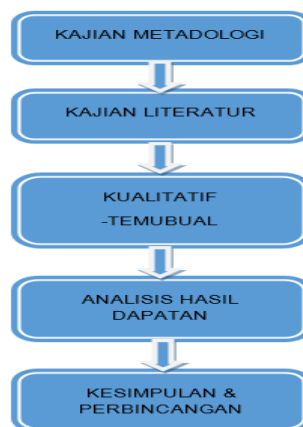 KAJIAN METADOLOGI
KAJIAN LITERATUR
KUALITATIF
-TEMUBUAL
ANALISIS HASIL
DAPATAN
KESIMPULAN &
PERBINCANGAN